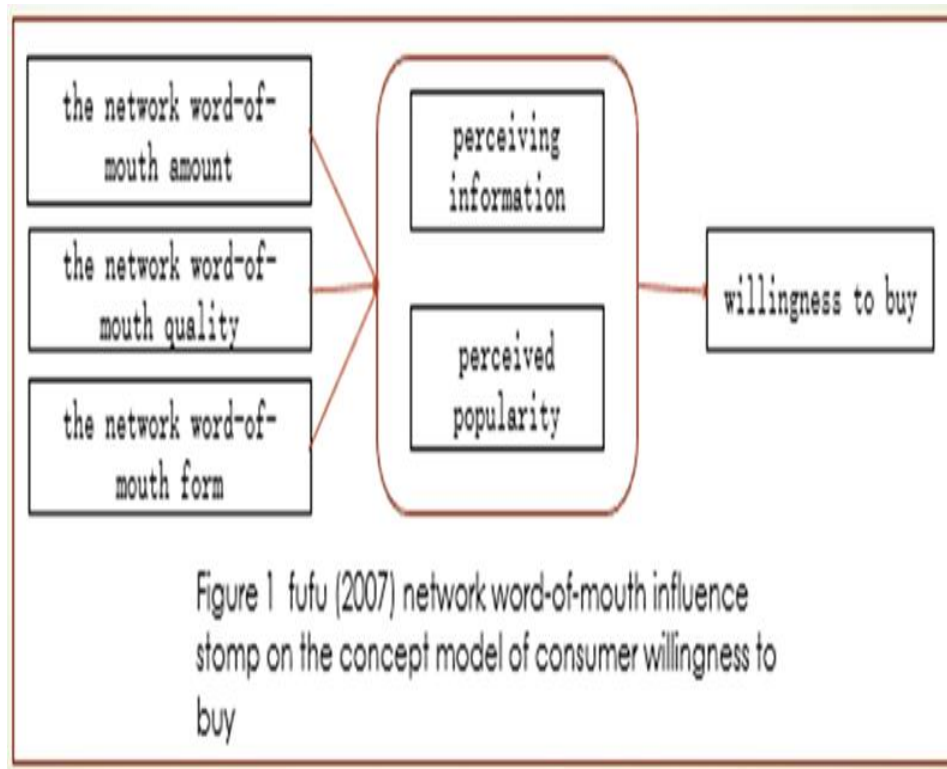 the network word-of-
mouth amount
the network word-of-
mouth quality
the network word-of-
mouth form
perceiving
information
perceived
popularity
willingness to buy
Figure 1 fufu (2007) network word-of-mouth influence
stomp on the concept model of consumer willingness to
buy